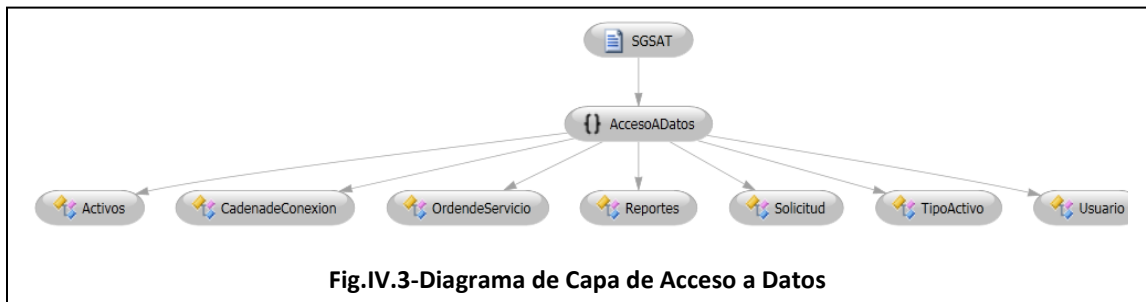 SGSAT
{} AccesoADatos
Activos CadenadeConexion OrdendeServicio Reportes Solicitud TipoActivo Usuario
Fig.IV.3-Diagrama de Capa de Acceso a Datos